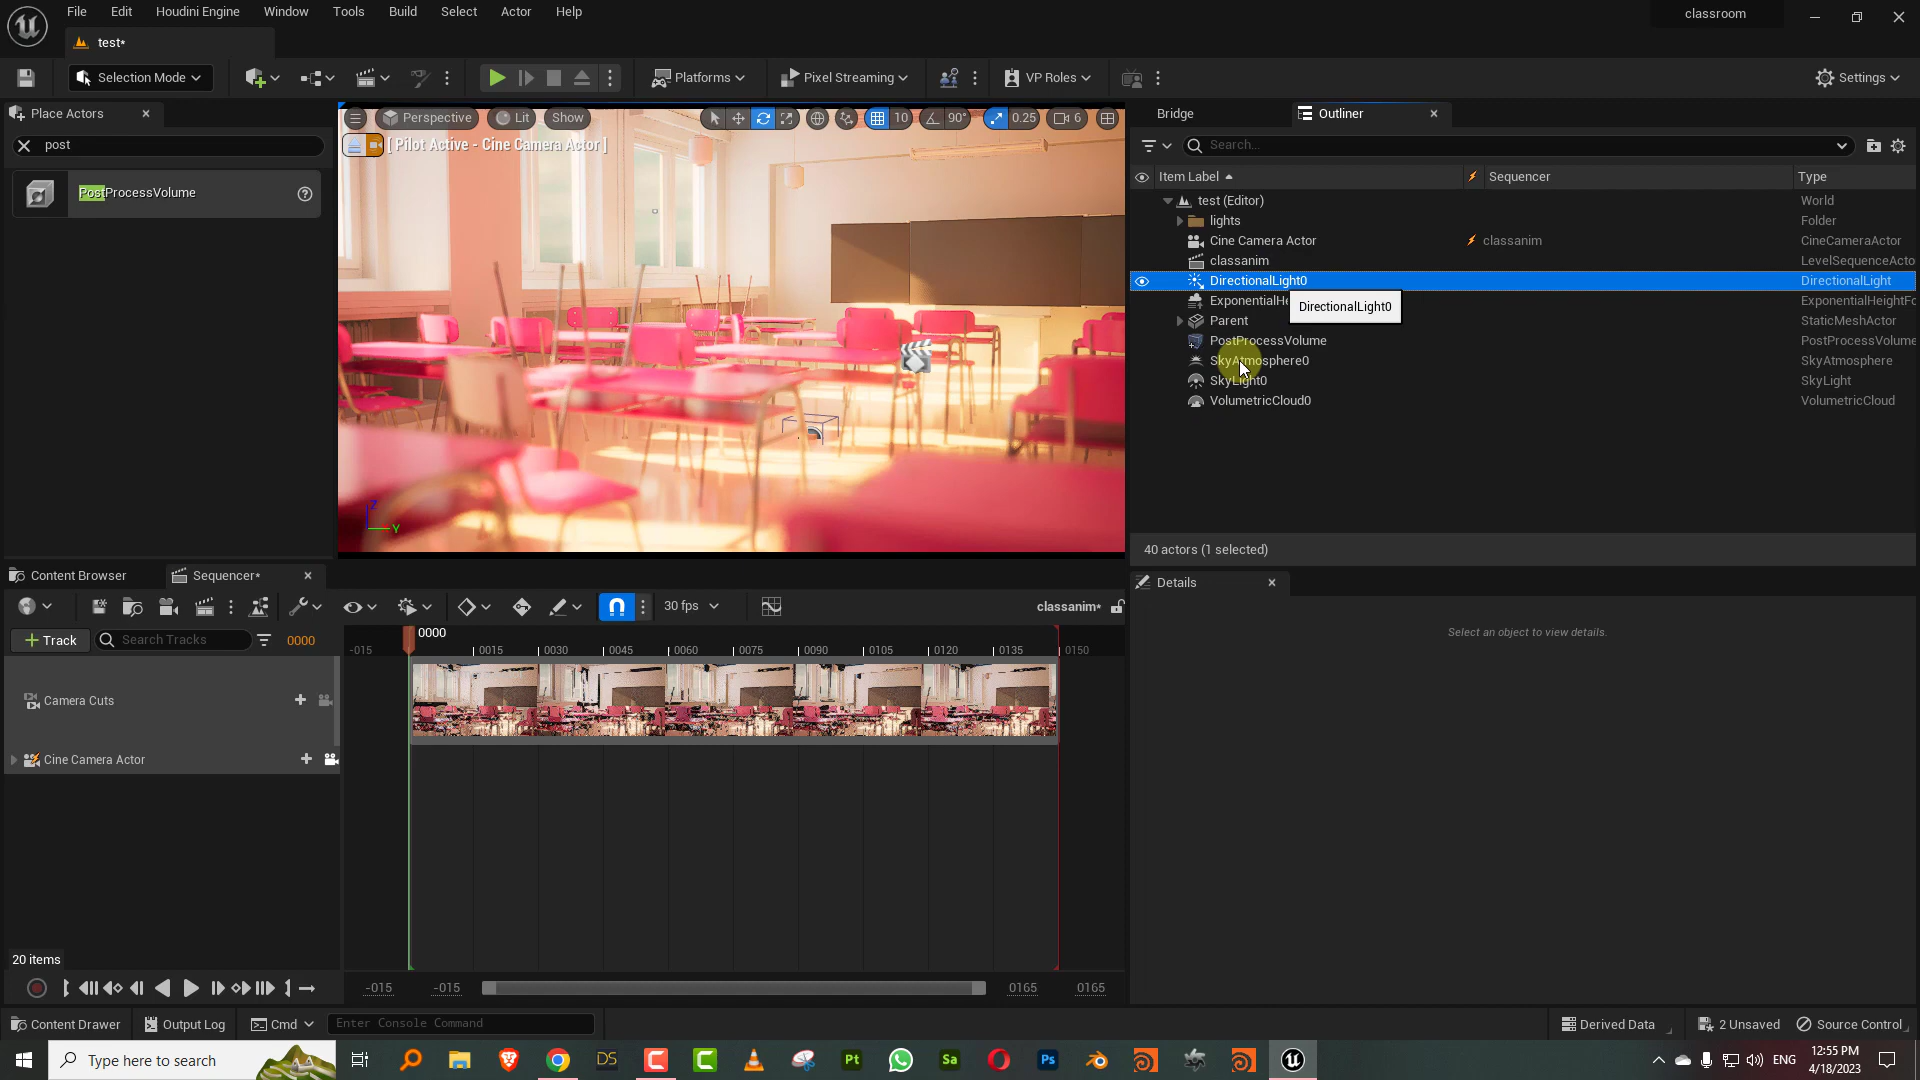 File Edit Houdini Engine Window Tools Build Select Actor Help
classroom
test*
Selection Mode
Platforms
Pixel Streaming
VP Roles
Settings
Place Actors
post
PostProcessVolume
Perspective Lit Show 10 90° 0.25 6
[ Pilot Active - Cine Camera Actor ]
Z
Y
Bridge Outliner
Search...
Item Label Sequencer Type
test (Editor) World
lights Folder
Cine Camera Actor classanim CineCameraActor
classanim LevelSequenceActo
DirectionalLight0 DirectionalLight
ExponentialHe ExponentialHeightFo
DirectionalLight0
Parent StaticMeshActor
PostProcessVolume PostProcessVolume
SkyAtmosphere0 SkyAtmosphere
SkyLight0 SkyLight
VolumetricCloud0 VolumetricCloud
40 actors (1 selected)
Content Browser Sequencer*
Details
30 fps classanim*
Select an object to view details.
Track Search Tracks 0000
0000
-015 0015 0030 0045 0060 0075 0090 0105 0120 0135 0150
Camera Cuts
Cine Camera Actor
20 items
-015 -015 0165 0165
Content Drawer Output Log Cmd Enter Console Command Derived Data 2 Unsaved Source Control
Type here to search
DS Pt Sa Ps
ENG
12:55 PM
4/18/2023